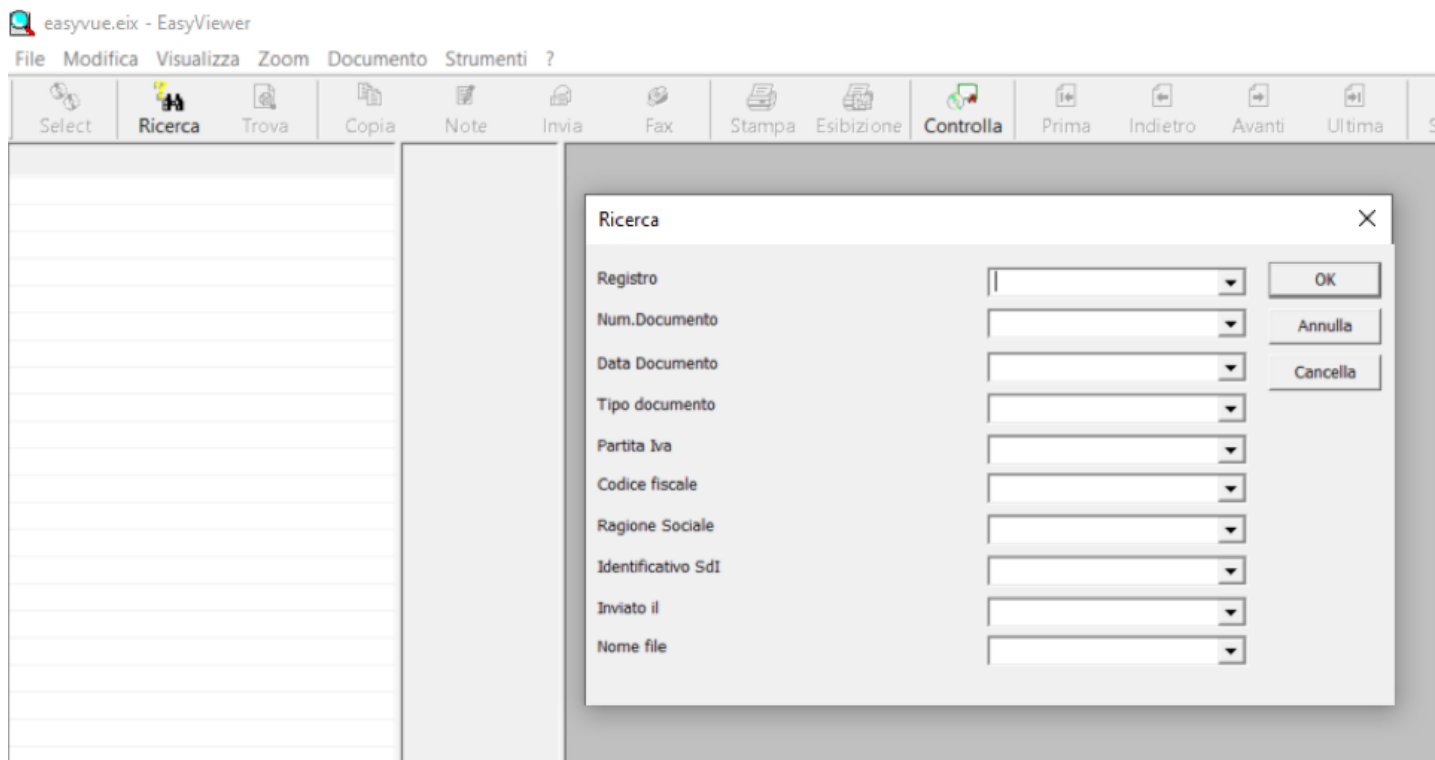 easyvue.eix - EasyViewer
File Modifica Visualizza Zoom Documento Strumenti ?
Select Ricerca Trova Copia Note Invia Fax Stampa Esibizione Controlla Prima Indietro Avanti Ultima
Ricerca
Registro OK
Num.Documento Annulla
Data Documento Cancella
Tipo documento
Partita Iva
Codice fiscale
Ragione Sociale
Identificativo SdI
Inviato il
Nome file